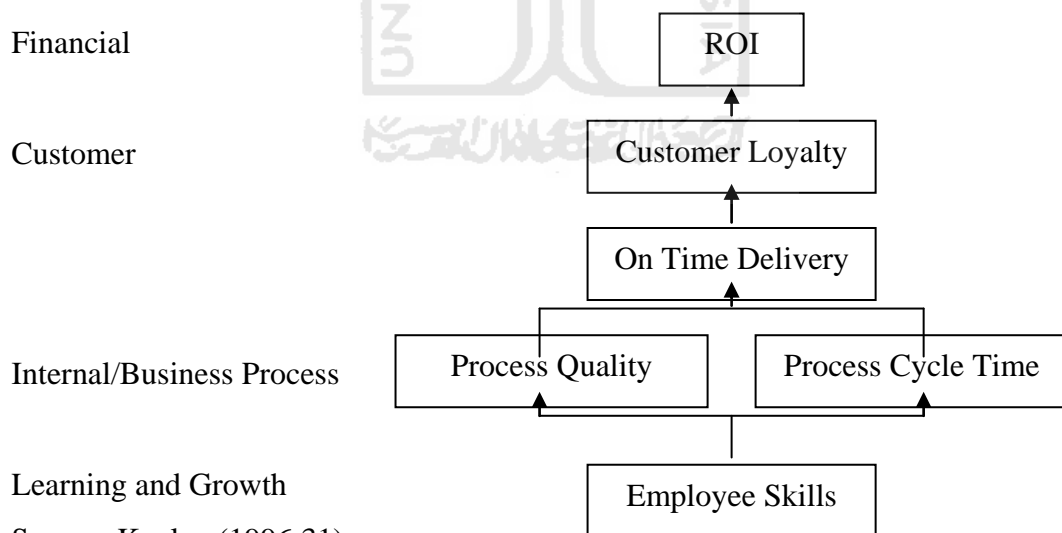 Financial
ROI
Customer
Customer Loyalty
On Time Delivery
Internal/Business Process
Process Quality
Process Cycle Time
Learning and Growth
Employee Skills